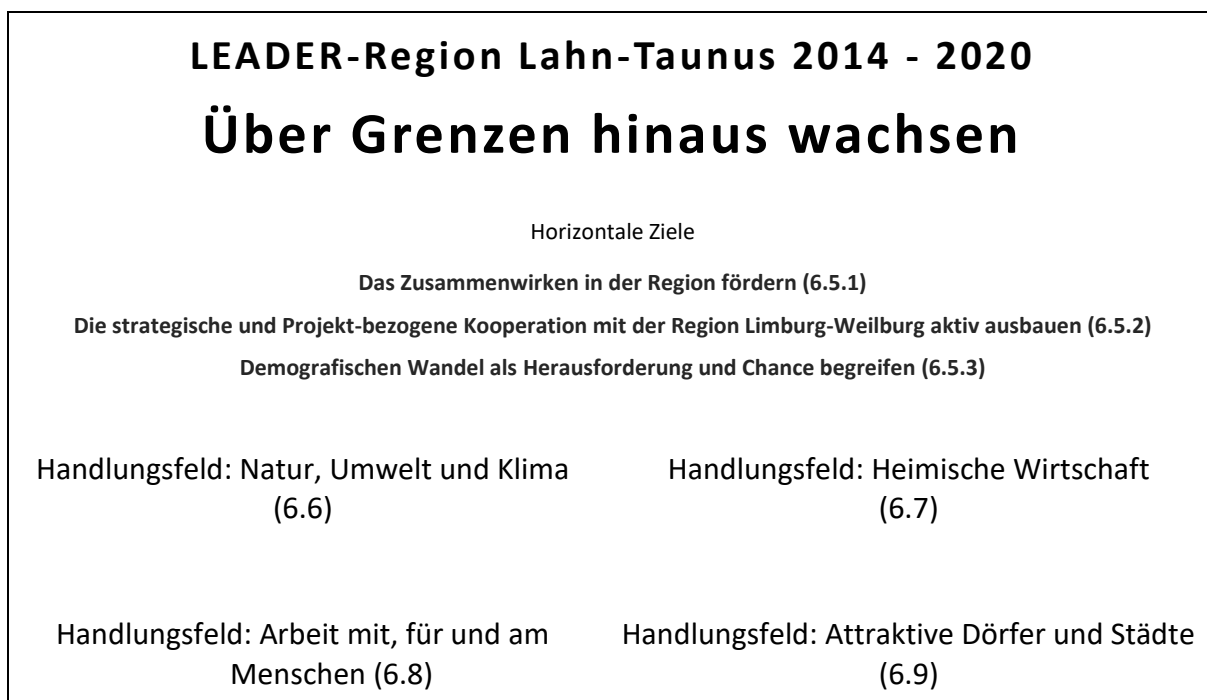 LEADER-Region Lahn-Taunus 2014 - 2020
Über Grenzen hinaus wachsen
Horizontale Ziele
Das Zusammenwirken in der Region fördern (6.5.1)
Die strategische und Projekt-bezogene Kooperation mit der Region Limburg-Weilburg aktiv ausbauen (6.5.2)
Demografischen Wandel als Herausforderung und Chance begreifen (6.5.3)
Handlungsfeld: Natur, Umwelt und Klima
(6.6)
Handlungsfeld: Heimische Wirtschaft
(6.7)
Handlungsfeld: Arbeit mit, für und am
Menschen (6.8)
Handlungsfeld: Attraktive Dörfer und Städte
(6.9)